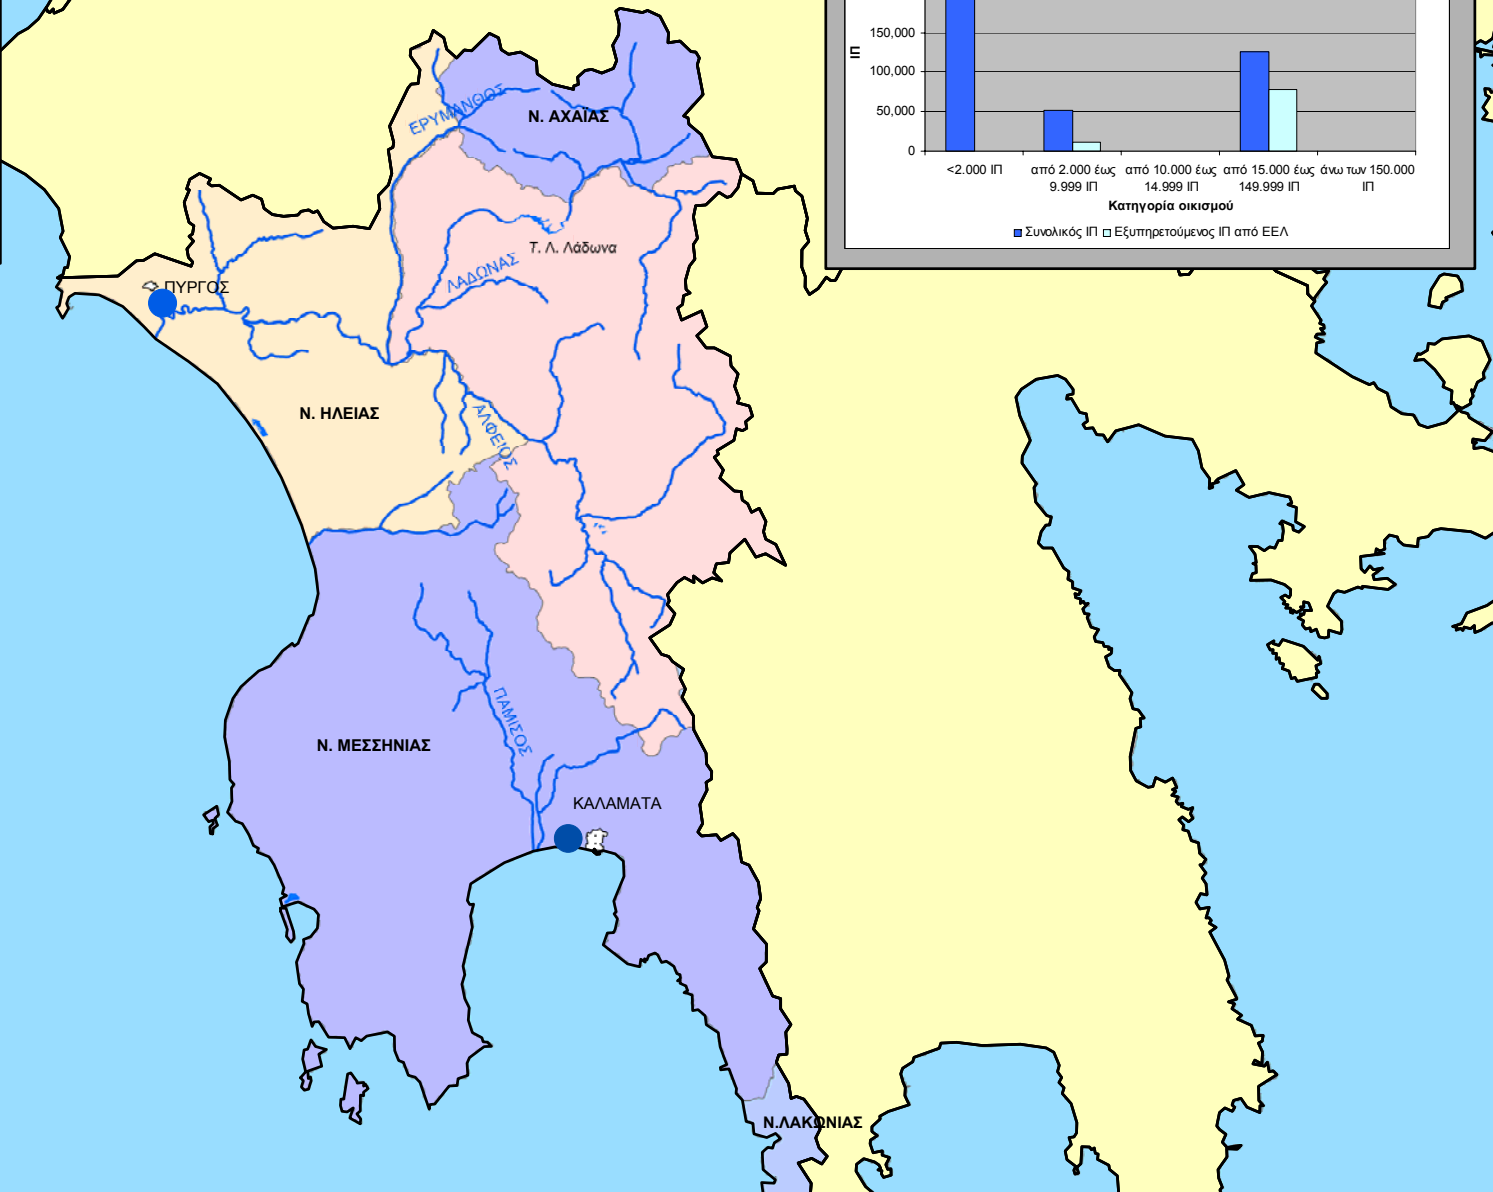 150,000
ΙΠ
100,000
50,000
0
<2.000 ΙΠ
από 2.000 έως
9.999 ΙΠ
από 10.000 έως
14.999 ΙΠ
από 15.000 έως
149.999 ΙΠ
άνω των 150.000
ΙΠ
Κατηγορία οικισμού
Συνολικός ΙΠ
Εξυπηρετούμενος ΙΠ από ΕΕΛ
ΕΡΥΜΑΝΘΟΣ
Ν. ΑΧΑΪΑΣ
Τ. Λ. Λάδωνα
ΛΑΔΩΝΑΣ
ΠΥΡΓΟΣ
Ν. ΗΛΕΙΑΣ
ΑΛΦΕΙΟΣ
ΠΑΜΙΣΟΣ
Ν. ΜΕΣΣΗΝΙΑΣ
ΚΑΛΑΜΑΤΑ
Ν.ΛΑΚΩΝΙΑΣ